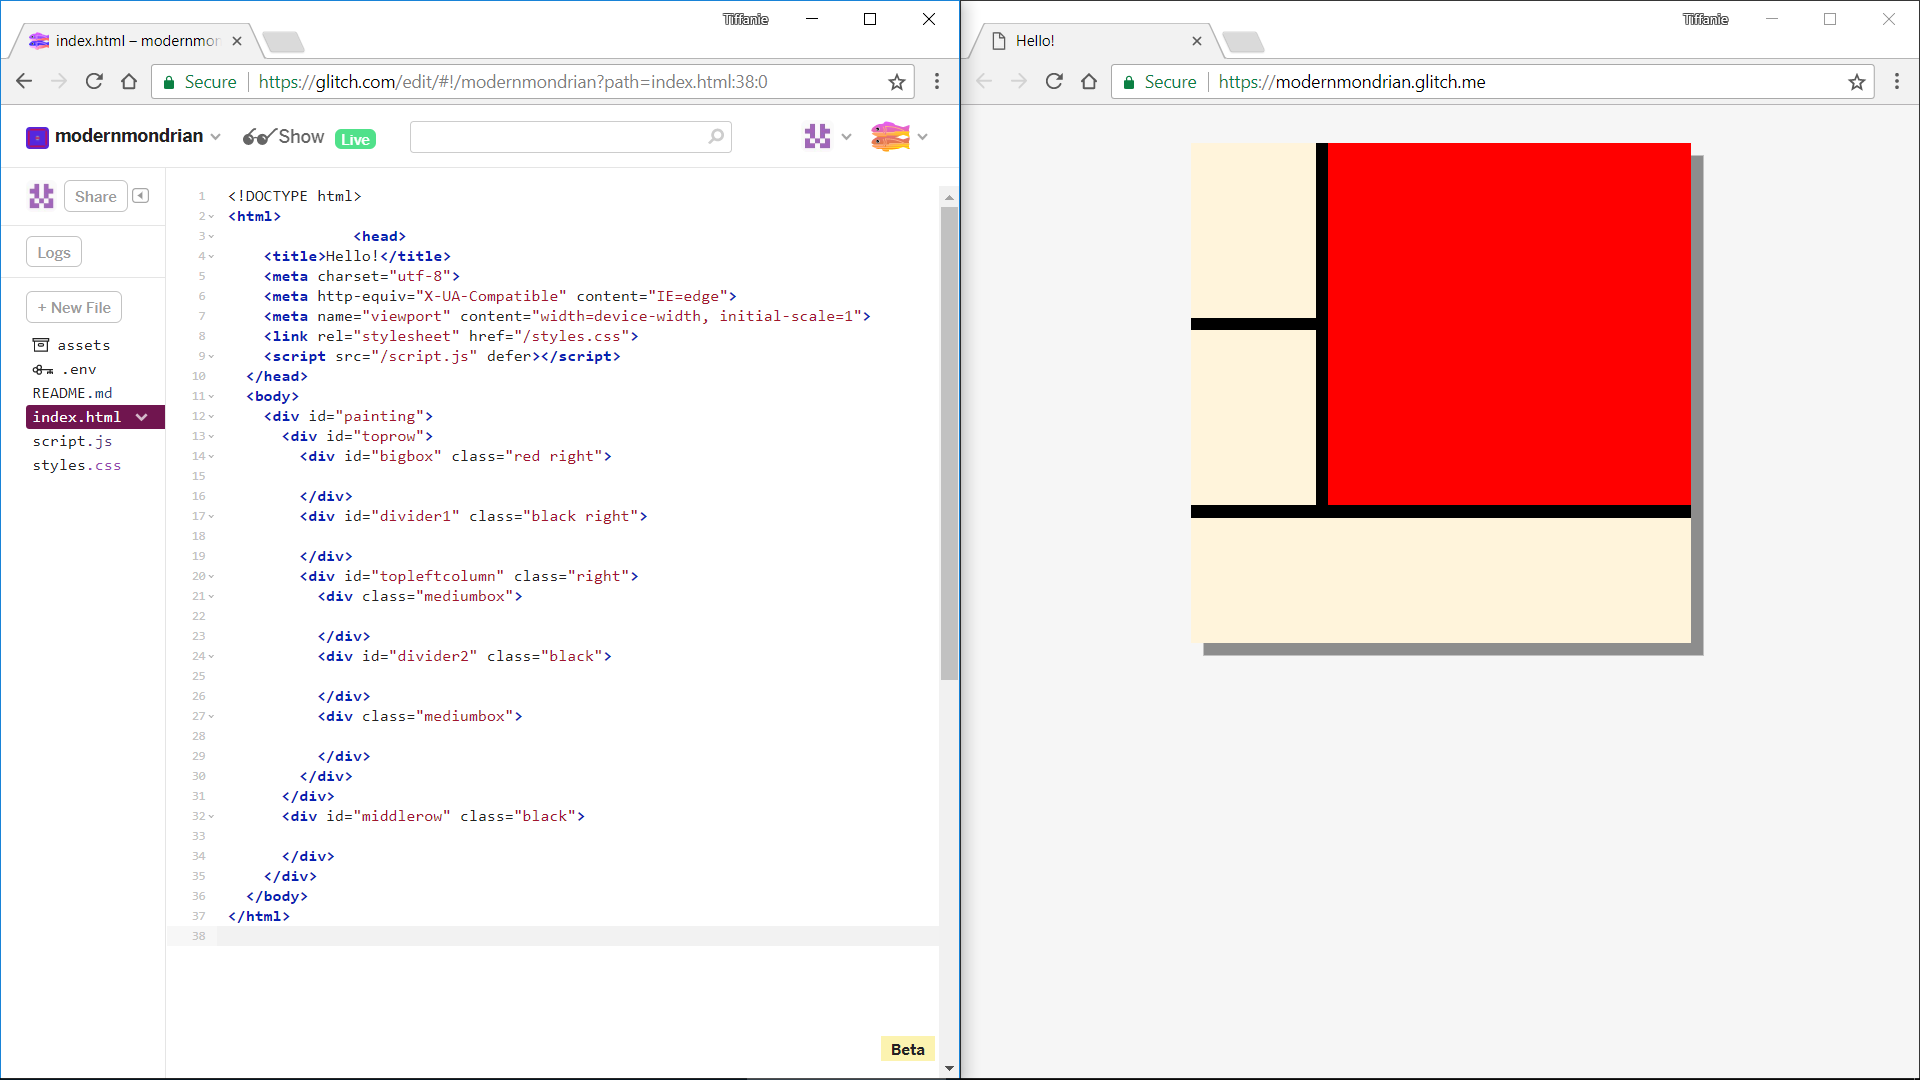 Tiffanie
index.html – modernmon
Secure https://glitch.com/edit/#!/modernmondrian?path=index.html:38:0
modernmondrian Show Live
Share
Logs
+ New File
assets
.env
README.md
index.html
script.js
styles.css
1 <!DOCTYPE html>
2 <html>
3 <head>
4 <title>Hello!</title>
5 <meta charset="utf-8">
6 <meta http-equiv="X-UA-Compatible" content="IE=edge">
7 <meta name="viewport" content="width=device-width, initial-scale=1">
8 <link rel="stylesheet" href="/styles.css">
9 <script src="/script.js" defer></script>
10 </head>
11 <body>
12 <div id="painting">
13 <div id="toprow">
14 <div id="bigbox" class="red right">
15
16 </div>
17 <div id="divider1" class="black right">
18
19 </div>
20 <div id="topleftcolumn" class="right">
21 <div class="mediumbox">
22
23 </div>
24 <div id="divider2" class="black">
25
26 </div>
27 <div class="mediumbox">
28
29 </div>
30 </div>
31 </div>
32 <div id="middlerow" class="black">
33
34 </div>
35 </div>
36 </body>
37 </html>
38
Beta
Tiffanie
Hello!
Secure https://modernmondrian.glitch.me